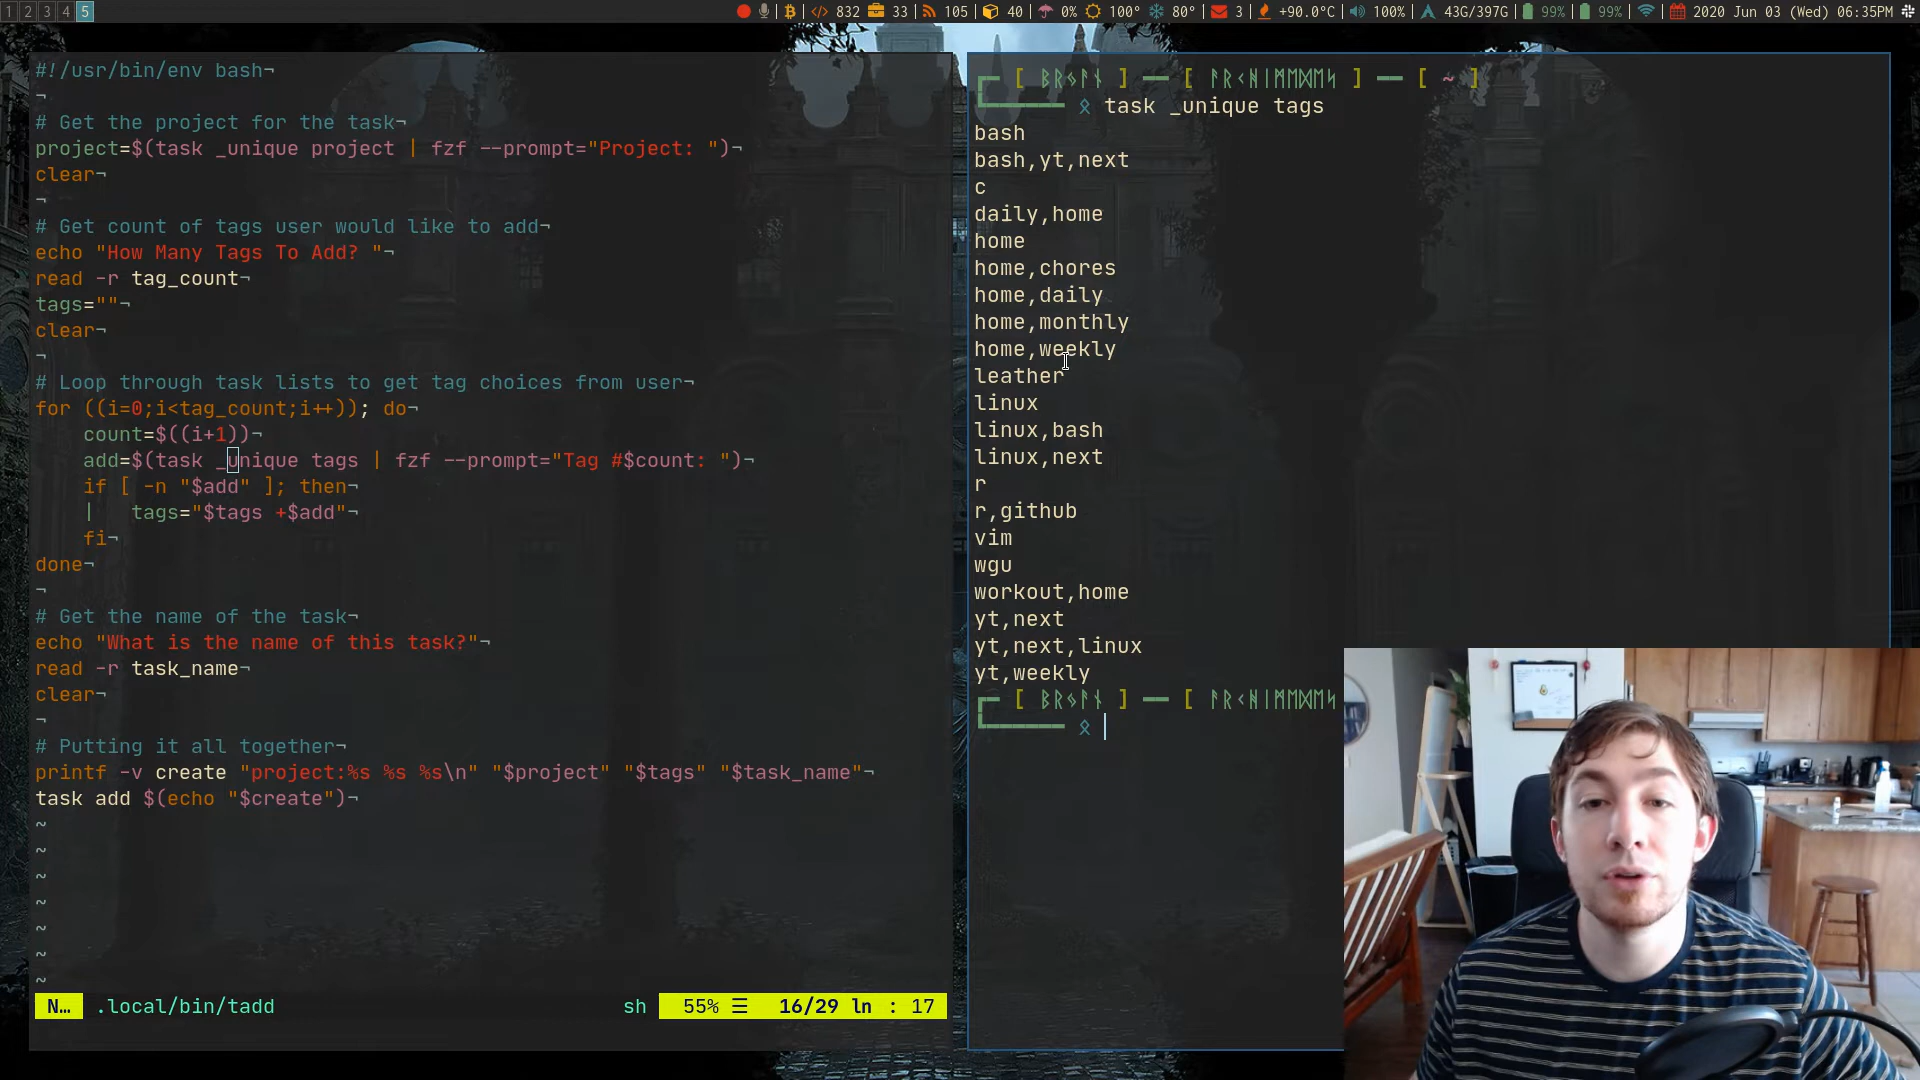 1 2 3 4 5
832 33 105 40 0% 100° 80° 3 +90.0°C 100% 43G/397G 99% 99% 2020 Jun 03 (Wed) 06:35PM
#!/usr/bin/env bash¬
¬
# Get the project for the task¬
project=$(task _unique project | fzf --prompt="Project: ")¬
clear¬
¬
# Get count of tags user would like to add¬
echo "How Many Tags To Add? "¬
read -r tag_count¬
tags=""¬
clear¬
¬
# Loop through task lists to get tag choices from user¬
for ((i=0;i<tag_count;i++)); do¬
count=$((i+1))¬
add=$(task _unique tags | fzf --prompt="Tag #$count: ")¬
if [ -n "$add" ]; then¬
|   tags="$tags +$add"¬
fi¬
done¬
¬
# Get the name of the task¬
echo "What is the name of this task?"¬
read -r task_name¬
clear¬
¬
# Putting it all together¬
printf -v create "project:%s %s %s\n" "$project" "$tags" "$task_name"¬
task add $(echo "$create")¬
~
~
~
~
~
~
~
N… .local/bin/tadd sh 55% ☰ 16/29 ln : 17
[ ~ ]
ᛟ task _unique tags
bash
bash,yt,next
c
daily,home
home
home,chores
home,daily
home,monthly
home,weekly
leather
linux
linux,bash
linux,next
r
r,github
vim
wgu
workout,home
yt,next
yt,next,linux
yt,weekly
ᛟ